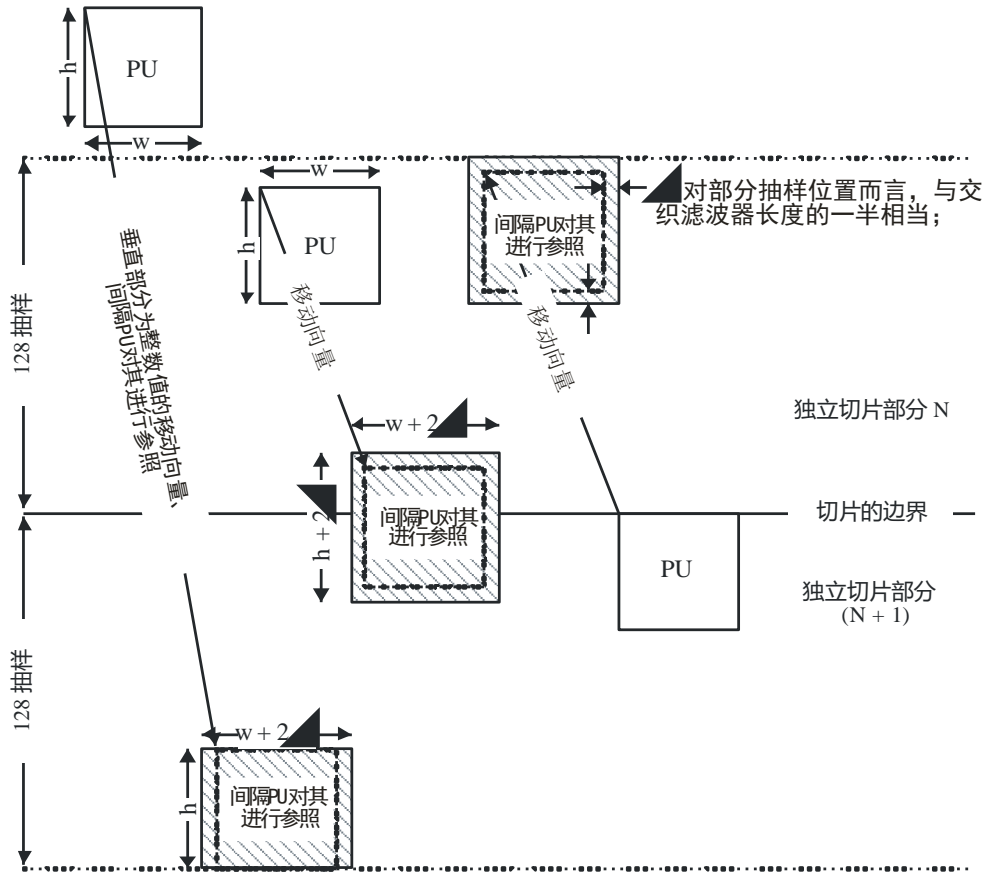 PU
h
w
w
PU
h
间隔PU对其
进行参照
对部分抽样位置而言，与交
织滤波器长度的一半相当；
128 抽样
垂直部分为整数值的移动向量、
间隔PU对其进行参照
移动向量
移动向量
独立切片部分 N
w + 2
h + 2
间隔PU对其
进行参照
切片的边界
PU
独立切片部分
(N + 1)
128 抽样
w + 2
h
间隔PU对其
进行参照